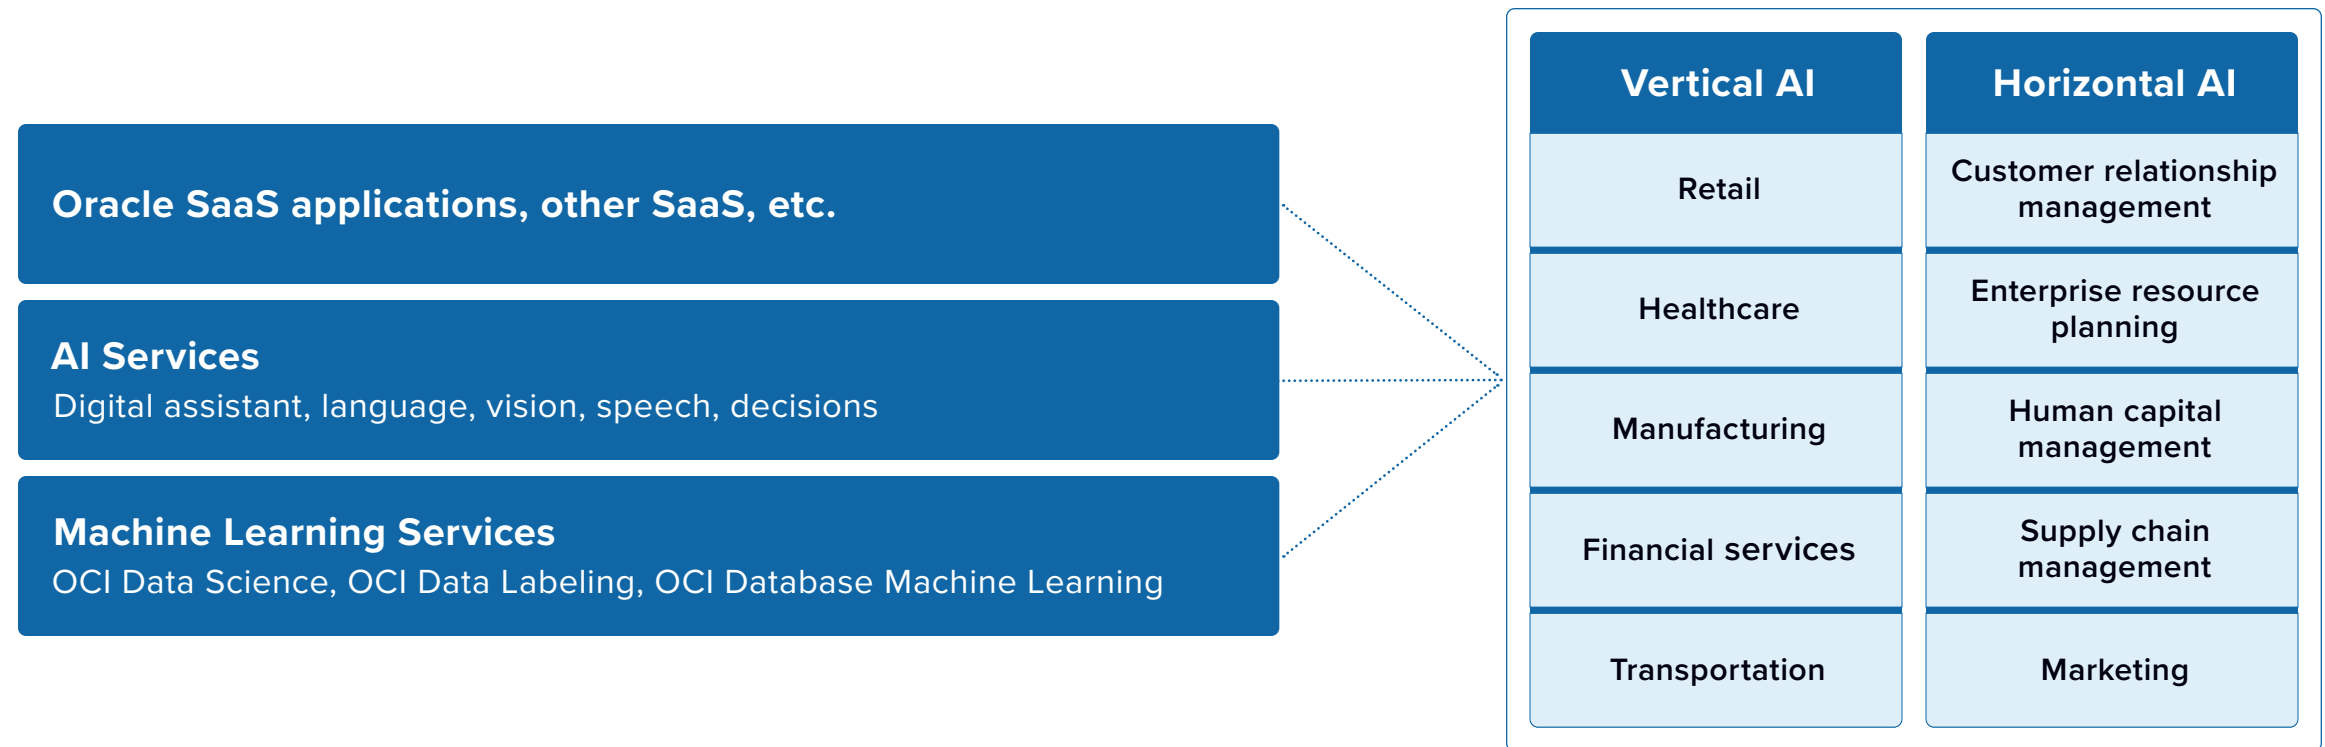 Oracle SaaS applications, other SaaS, etc.
AI Services
Digital assistant, language, vision, speech, decisions
Machine Learning Services
OCI Data Science, OCI Data Labeling, OCI Database Machine Learning
Vertical AI
Retail
Healthcare
Manufacturing
Financial services
Transportation
Horizontal AI
Customer relationship
management
Enterprise resource
planning
Human capital
management
Supply chain
management
Marketing